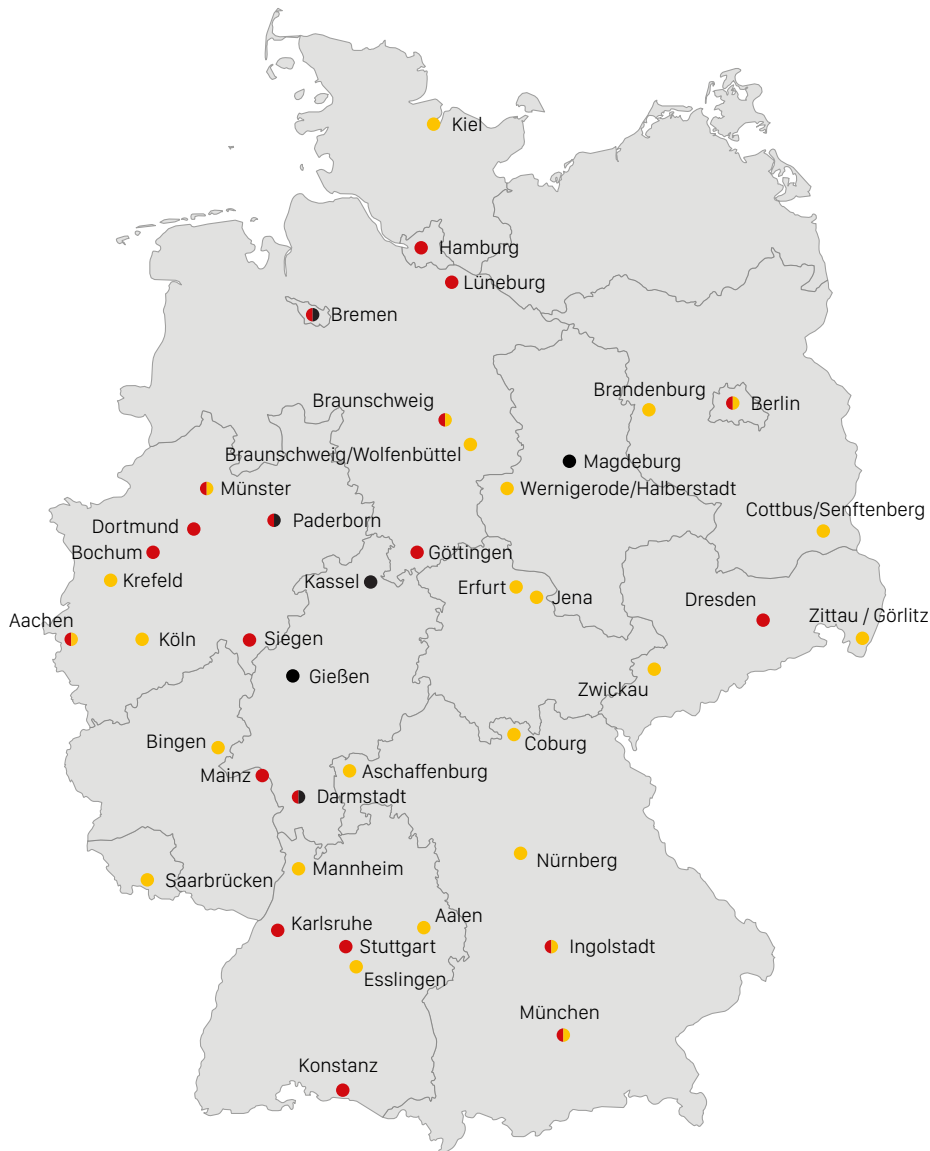 Kiel
Hamburg
Lüneburg
Bremen
Brandenburg
Braunschweig
Berlin
Braunschweig/Wolfenbüttel
Magdeburg
Münster
Wernigerode/Halberstadt
Cottbus/Senftenberg
Paderborn
Dortmund
Bochum
Göttingen
Krefeld
Kassel
Erfurt
Jena
Dresden
Aachen
Zittau / Görlitz
Köln
Siegen
Gießen
Zwickau
Bingen
Coburg
Mainz
Aschaffenburg
Darmstadt
Nürnberg
Mannheim
Saarbrücken
Aalen
Karlsruhe
Stuttgart
Ingolstadt
Esslingen
München
Konstanz